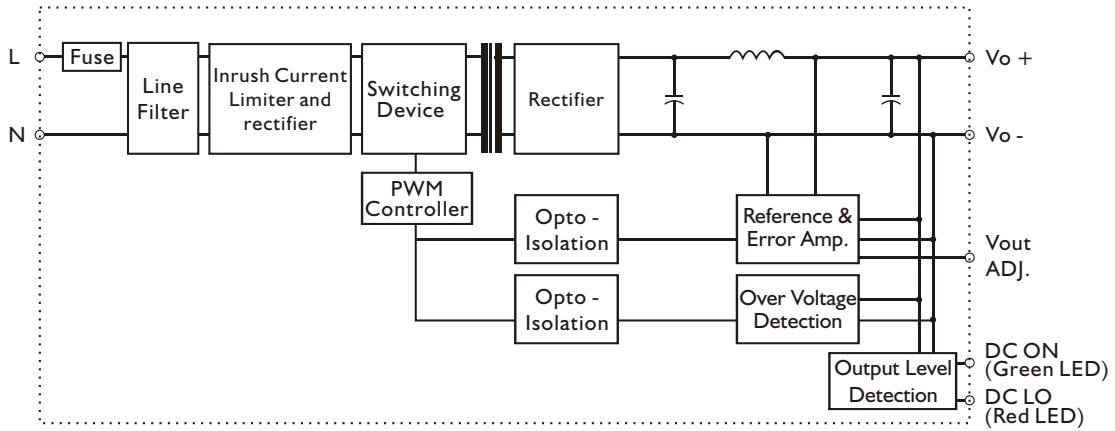 L
Fuse
Line
Filter
Inrush Current
Limiter and
rectifier
Switching
Device
Rectifier
Vo +
N
Vo -
PWM
Controller
Opto -
Isolation
Reference &
Error Amp.
Vout
ADJ.
Opto -
Isolation
Over Voltage
Detection
Output Level
Detection
DC ON
(Green LED)
DC LO
(Red LED)